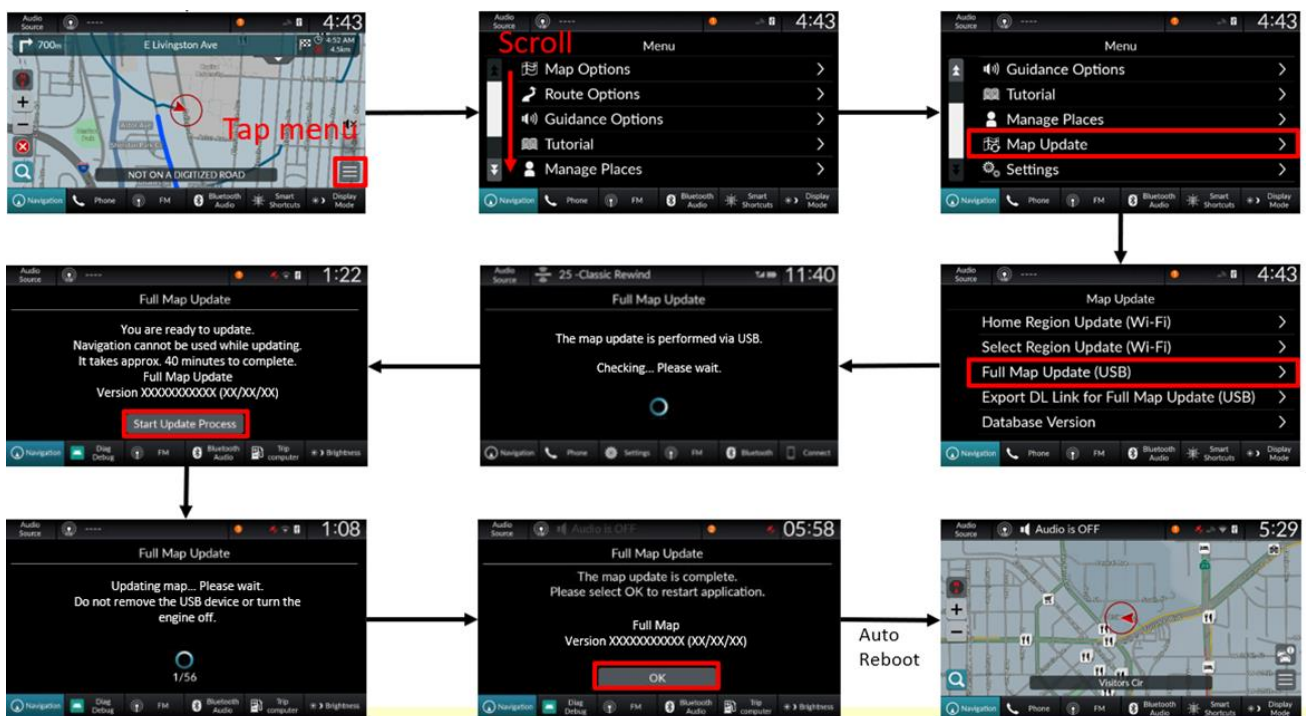 Audio
Source
----
4:43
700m
E Livingston Ave
4:52 AM
4.5km
Tap menu
NOT ON A DIGITIZED ROAD
Navigation
Phone
FM
Bluetooth
Audio
Smart
Shortcuts
Display
Mode
Audio
Source
----
4:43
Scroll
Menu
Map Options
Route Options
Guidance Options
Tutorial
Manage Places
Navigation
Phone
FM
Bluetooth
Audio
Smart
Shortcuts
Display
Mode
Audio
Source
----
4:43
Menu
Guidance Options
Tutorial
Manage Places
Map Update
Settings
Navigation
Phone
FM
Bluetooth
Audio
Smart
Shortcuts
Display
Mode
Audio
Source
----
1:22
Full Map Update
You are ready to update.
Navigation cannot be used while updating.
It takes approx. 40 minutes to complete.
Full Map Update
Version XXXXXXXXXXX (XX/XX/XX)
Start Update Process
Navigation
Diag
Debug
FM
Bluetooth
Audio
Trip
computer
Brightness
Audio
Source
25 -Classic Rewind
11:40
Full Map Update
The map update is performed via USB.
Checking... Please wait.
Navigation
Phone
Settings
FM
Bluetooth
Connect
Audio
Source
----
4:43
Map Update
Home Region Update (Wi-Fi)
Select Region Update (Wi-Fi)
Full Map Update (USB)
Export DL Link for Full Map Update (USB)
Database Version
Navigation
Phone
FM
Bluetooth
Audio
Smart
Shortcuts
Display
Mode
Audio
Source
----
1:08
Full Map Update
Updating map... Please wait.
Do not remove the USB device or turn the
engine off.
1/56
Navigation
Diag
Debug
FM
Bluetooth
Audio
Trip
computer
Brightness
Audio
Source
Audio is OFF
05:58
Full Map Update
The map update is complete.
Please select OK to restart application.
Full Map
Version XXXXXXXXXXX (XX/XX/XX)
OK
Navigation
Diag
Debug
FM
Bluetooth
Audio
Trip
computer
Brightness
Auto
Reboot
Audio
Source
Audio is OFF
5:29
Visitors Cir
Navigation
Phone
FM
Bluetooth
Audio
Smart
Shortcuts
Display
Mode